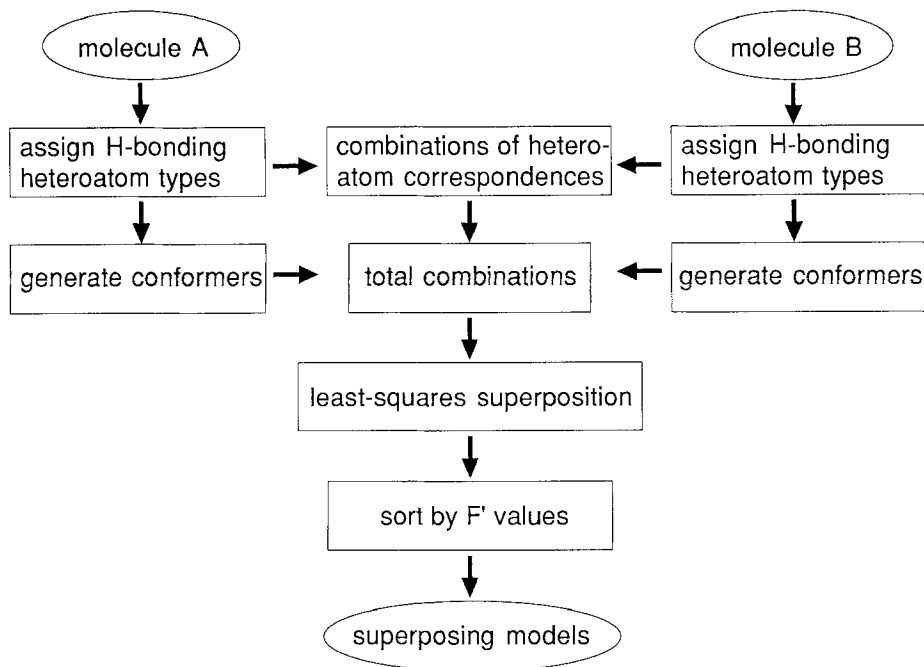 molecule A
molecule B
assign H-bonding
heteroatom types
combinations of hetero-
atom correspondences
assign H-bonding
heteroatom types
generate conformers
total combinations
generate conformers
least-squares superposition
sort by F' values
superposing models